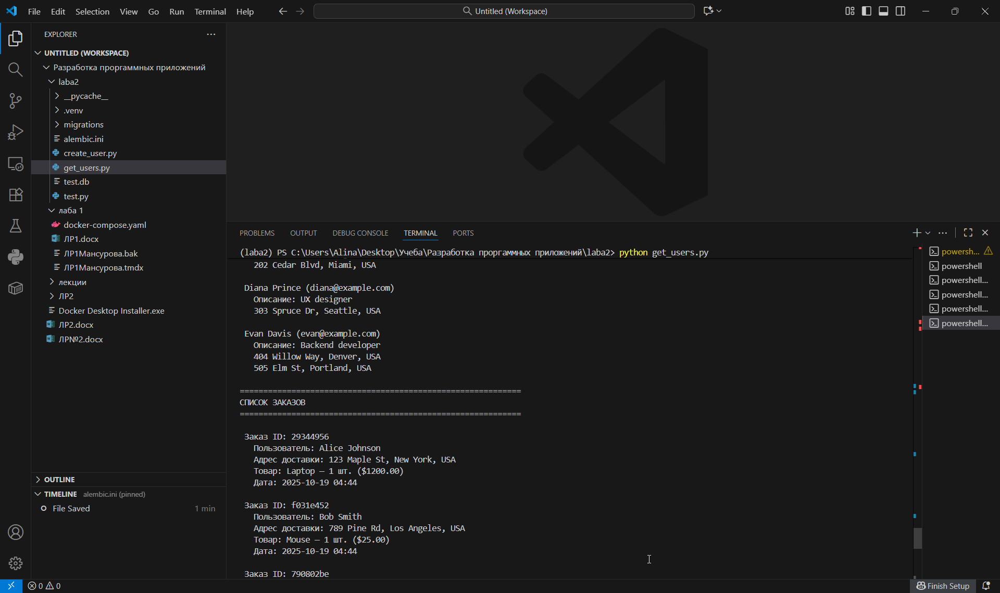 File Edit Selection View Go Run Terminal Help
Untitled (Workspace)
EXPLORER
UNTITLED (WORKSPACE)
Разработка проргаммных приложений
laba2
__pycache__
.venv
migrations
alembic.ini
create_user.py
get_users.py
test.db
test.py
лаба 1
docker-compose.yaml
ЛР1.docx
ЛР1Мансурова.bak
ЛР1Мансурова.tmdx
лекции
ЛР2
Docker Desktop Installer.exe
ЛР2.docx
ЛР№2.docx
OUTLINE
TIMELINE alembic.ini (pinned)
File Saved 1 min
PROBLEMS OUTPUT DEBUG CONSOLE TERMINAL PORTS
(laba2) PS C:\Users\Alina\Desktop\Учеба\Разработка проргаммных приложений\laba2> python get_users.py
202 Cedar Blvd, Miami, USA
Diana Prince (diana@example.com)
Описание: UX designer
303 Spruce Dr, Seattle, USA
Evan Davis (evan@example.com)
Описание: Backend developer
404 Willow Way, Denver, USA
505 Elm St, Portland, USA
============================================================
СПИСОК ЗАКАЗОВ
============================================================
Заказ ID: 29344956
Пользователь: Alice Johnson
Адрес доставки: 123 Maple St, New York, USA
Товар: Laptop — 1 шт. ($1200.00)
Дата: 2025-10-19 04:44
Заказ ID: f031e452
Пользователь: Bob Smith
Адрес доставки: 789 Pine Rd, Los Angeles, USA
Товар: Mouse — 1 шт. ($25.00)
Дата: 2025-10-19 04:44
Заказ ID: 790802be
powersh...
powershell
powershell...
powershell...
powershell...
powershell...
0 0
Finish Setup